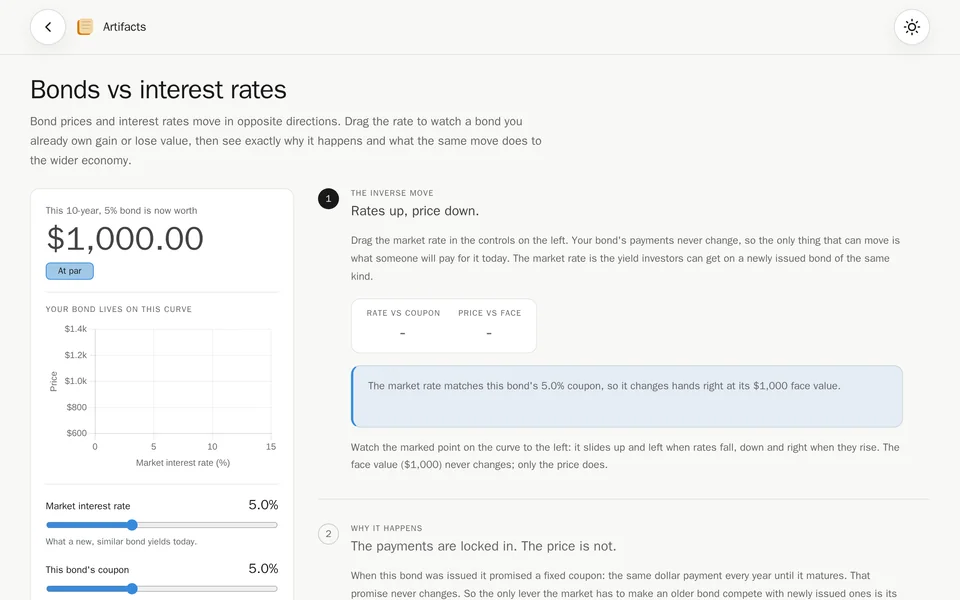 Artifacts
Bonds vs interest rates
Bond prices and interest rates move in opposite directions. Drag the rate to watch a bond you
already own gain or lose value, then see exactly why it happens and what the same move does to
the wider economy.
This 10-year, 5% bond is now worth
$1,000.00
At par
YOUR BOND LIVES ON THIS CURVE
$1.4k
$1.2k
$1.0k
$800
$600
Price
0 5 10 15
Market interest rate (%)
Market interest rate 5.0%
What a new, similar bond yields today.
This bond's coupon 5.0%
1
THE INVERSE MOVE
Rates up, price down.
Drag the market rate in the controls on the left. Your bond's payments never change, so the only thing that can move is
what someone will pay for it today. The market rate is the yield investors can get on a newly issued bond of the same
kind.
RATE VS COUPON PRICE VS FACE
- -
The market rate matches this bond's 5.0% coupon, so it changes hands right at its $1,000 face value.
Watch the marked point on the curve to the left: it slides up and left when rates fall, down and right when they rise. The
face value ($1,000) never changes; only the price does.
2
WHY IT HAPPENS
The payments are locked in. The price is not.
When this bond was issued it promised a fixed coupon: the same dollar payment every year until it matures. That
promise never changes. So the only lever the market has to make an older bond compete with newly issued ones is its